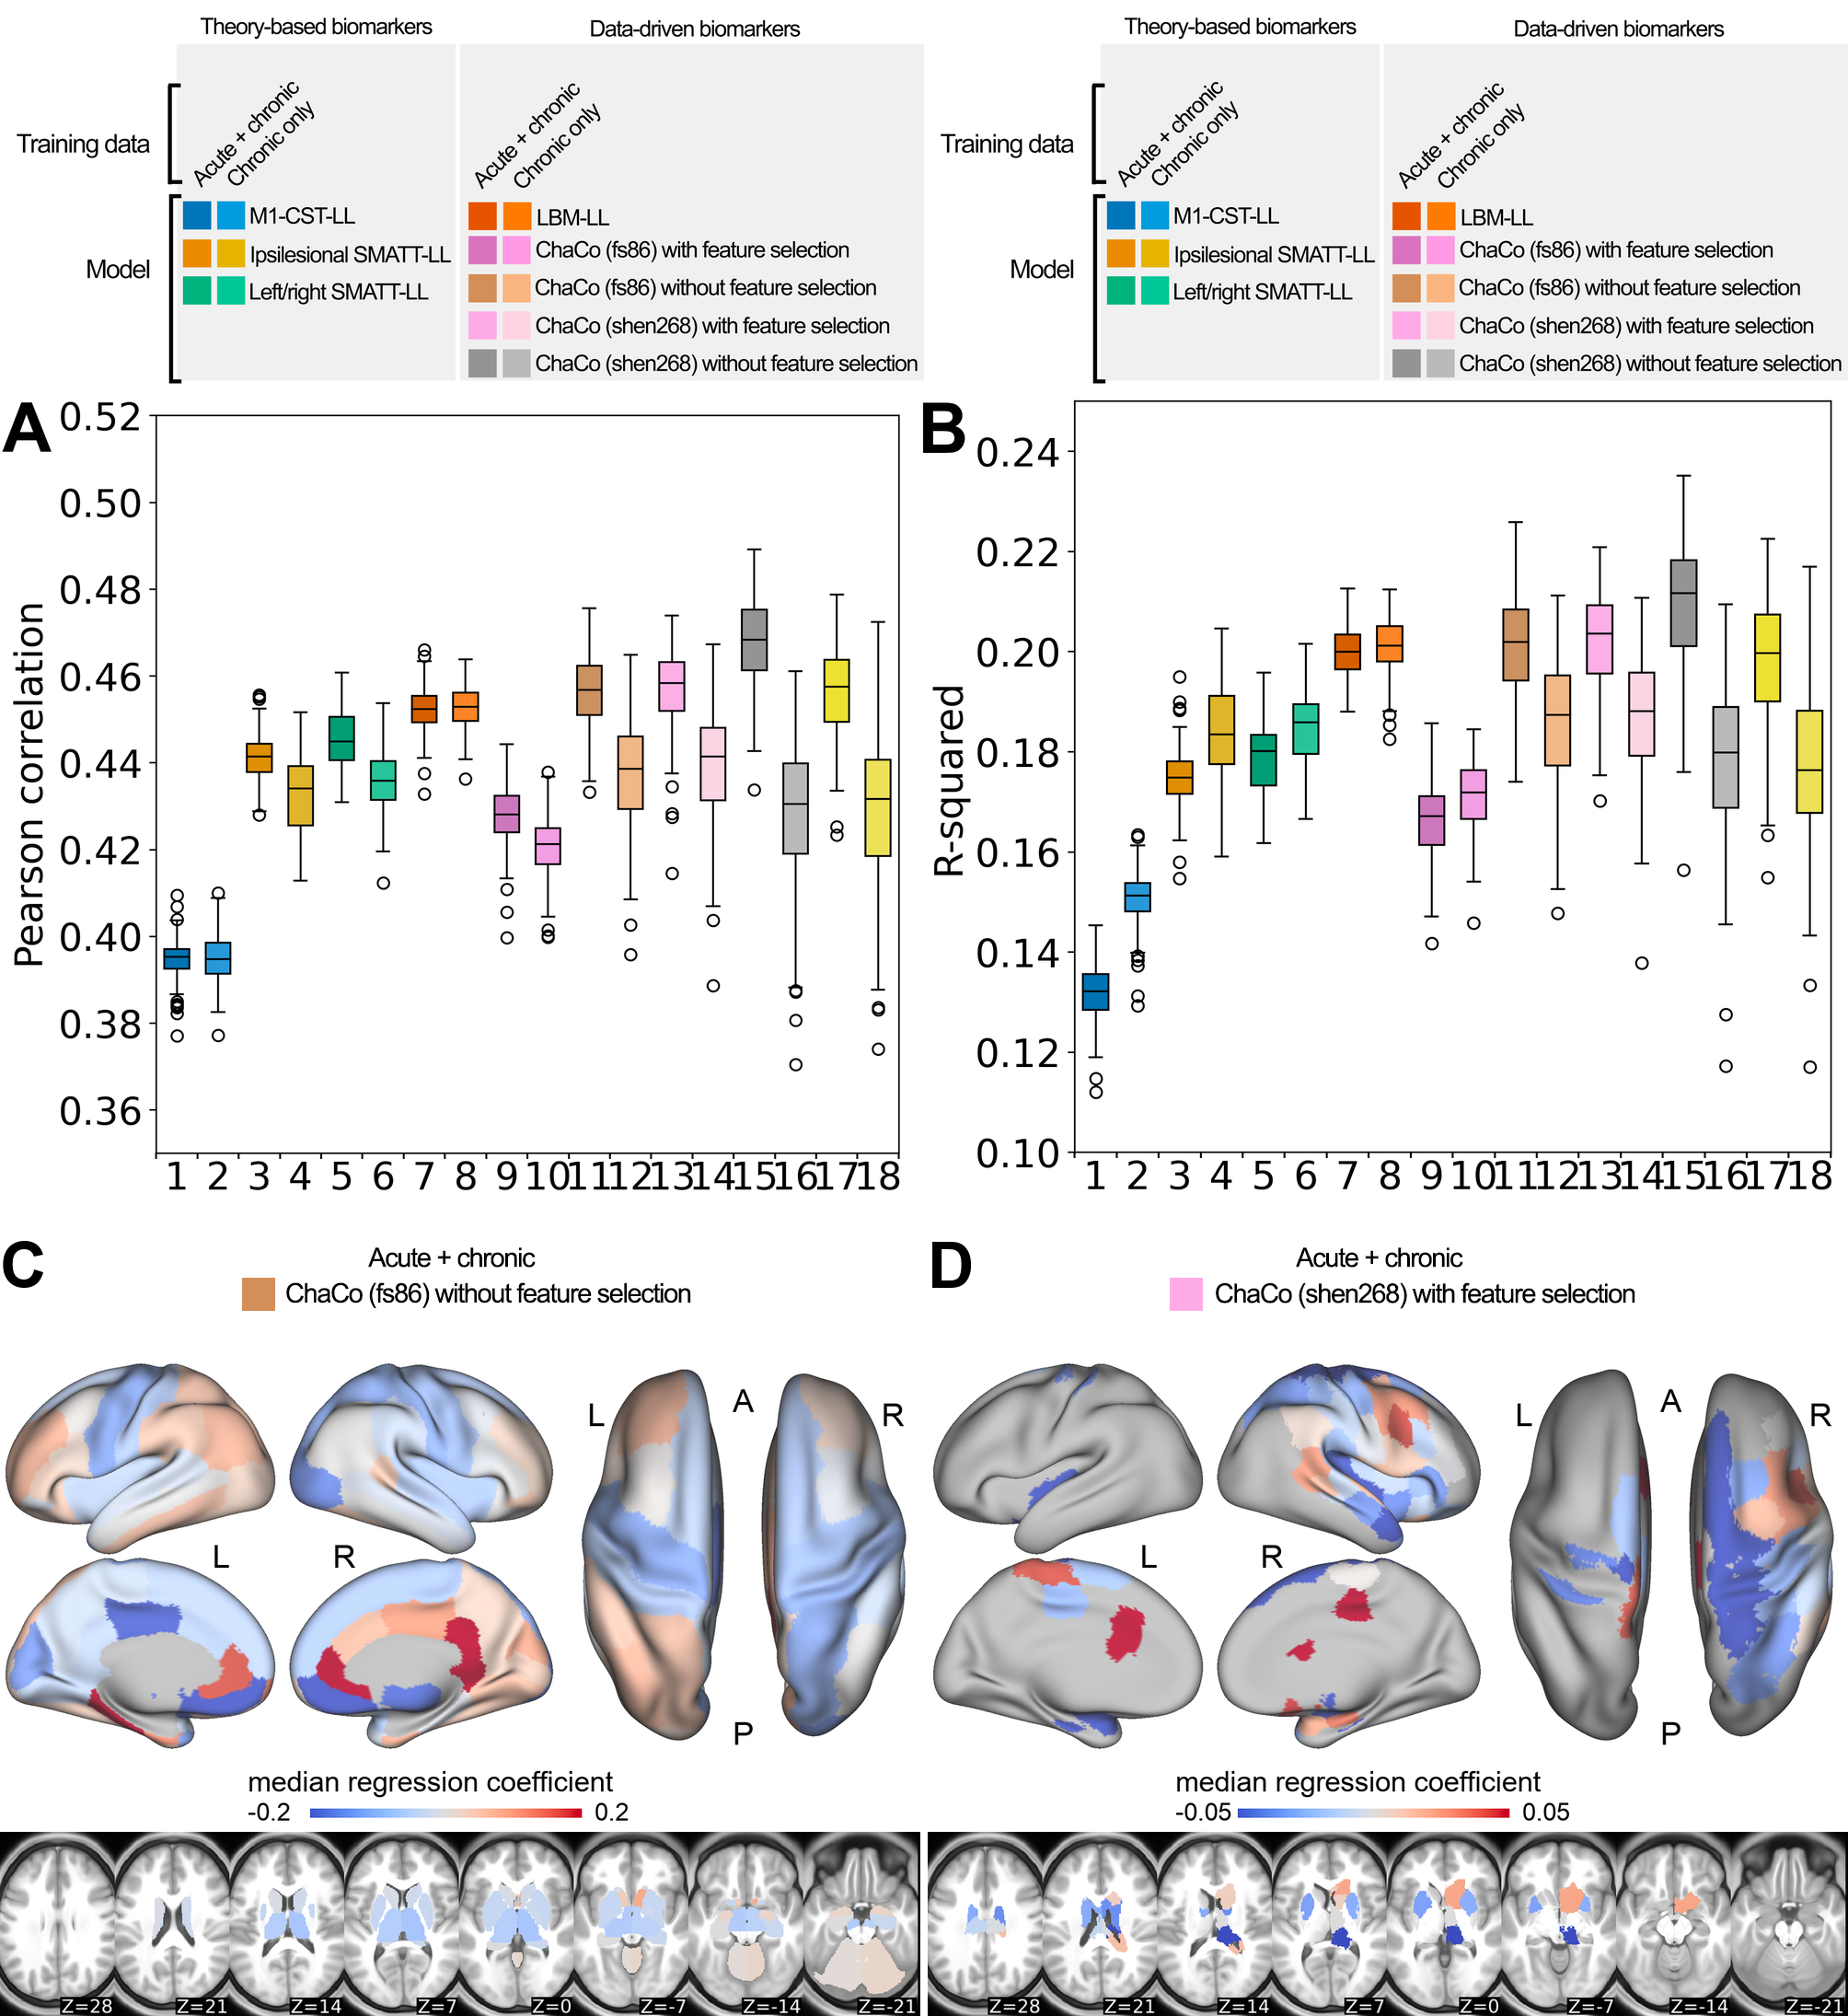 Theory-based biomarkers
Data-driven biomarkers
Training data
Acute + chronic
Chronic only
Acute + chronic
Chronic only
Model
M1-CST-LL
Ipsilesional SMATT-LL
Left/right SMATT-LL
LBM-LL
ChaCo (fs86) with feature selection
ChaCo (fs86) without feature selection
ChaCo (shen268) with feature selection
ChaCo (shen268) without feature selection
Theory-based biomarkers
Data-driven biomarkers
Training data
Acute + chronic
Chronic only
Acute + chronic
Chronic only
Model
M1-CST-LL
Ipsilesional SMATT-LL
Left/right SMATT-LL
LBM-LL
ChaCo (fs86) with feature selection
ChaCo (fs86) without feature selection
ChaCo (shen268) with feature selection
ChaCo (shen268) without feature selection
A
Pearson correlation
0.52
0.50
0.48
0.46
0.44
0.42
0.40
0.38
0.36
1 2 3 4 5 6 7 8 9 10 11 12 13 14 15 16 17 18
B
R-squared
0.24
0.22
0.20
0.18
0.16
0.14
0.12
0.10
1 2 3 4 5 6 7 8 9 10 11 12 13 14 15 16 17 18
C
Acute + chronic
ChaCo (fs86) without feature selection
L A R
L R
P
median regression coefficient
-0.2 0.2
Z=28 Z=21 Z=14 Z=7 Z=0 Z=-7 Z=-14 Z=-21
D
Acute + chronic
ChaCo (shen268) with feature selection
L A R
L R
P
median regression coefficient
-0.05 0.05
Z=28 Z=21 Z=14 Z=7 Z=0 Z=-7 Z=-14 Z=-21